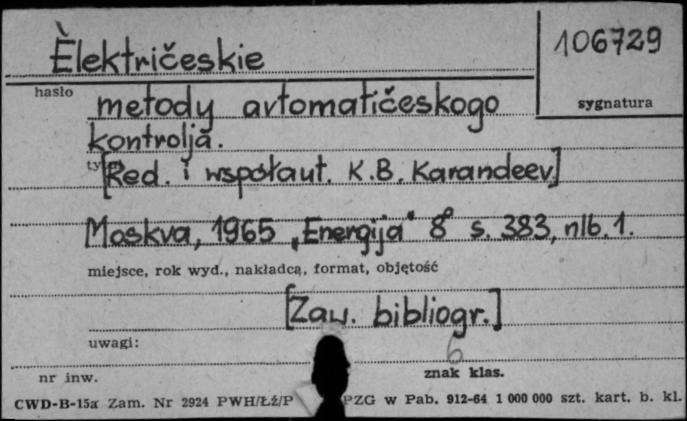 Èlektričeskie
106729
hasło
metody avtomatičeskogo
sygnatura
kontrolja.
[Red. i współaut. K.B. Karandeev]
Moskva, 1965 „Energija" 8° s. 383, nlb. 1.
miejsce, rok wyd., nakładca, format, objętość
[Zaw. bibliogr.]
uwagi:
6
nr inw.
znak klas.
CWD-B-15a Zam. Nr 2924 PWH/Łź/P PZG w Pab. 912-64 1 000 000 szt. kart. b. kl.